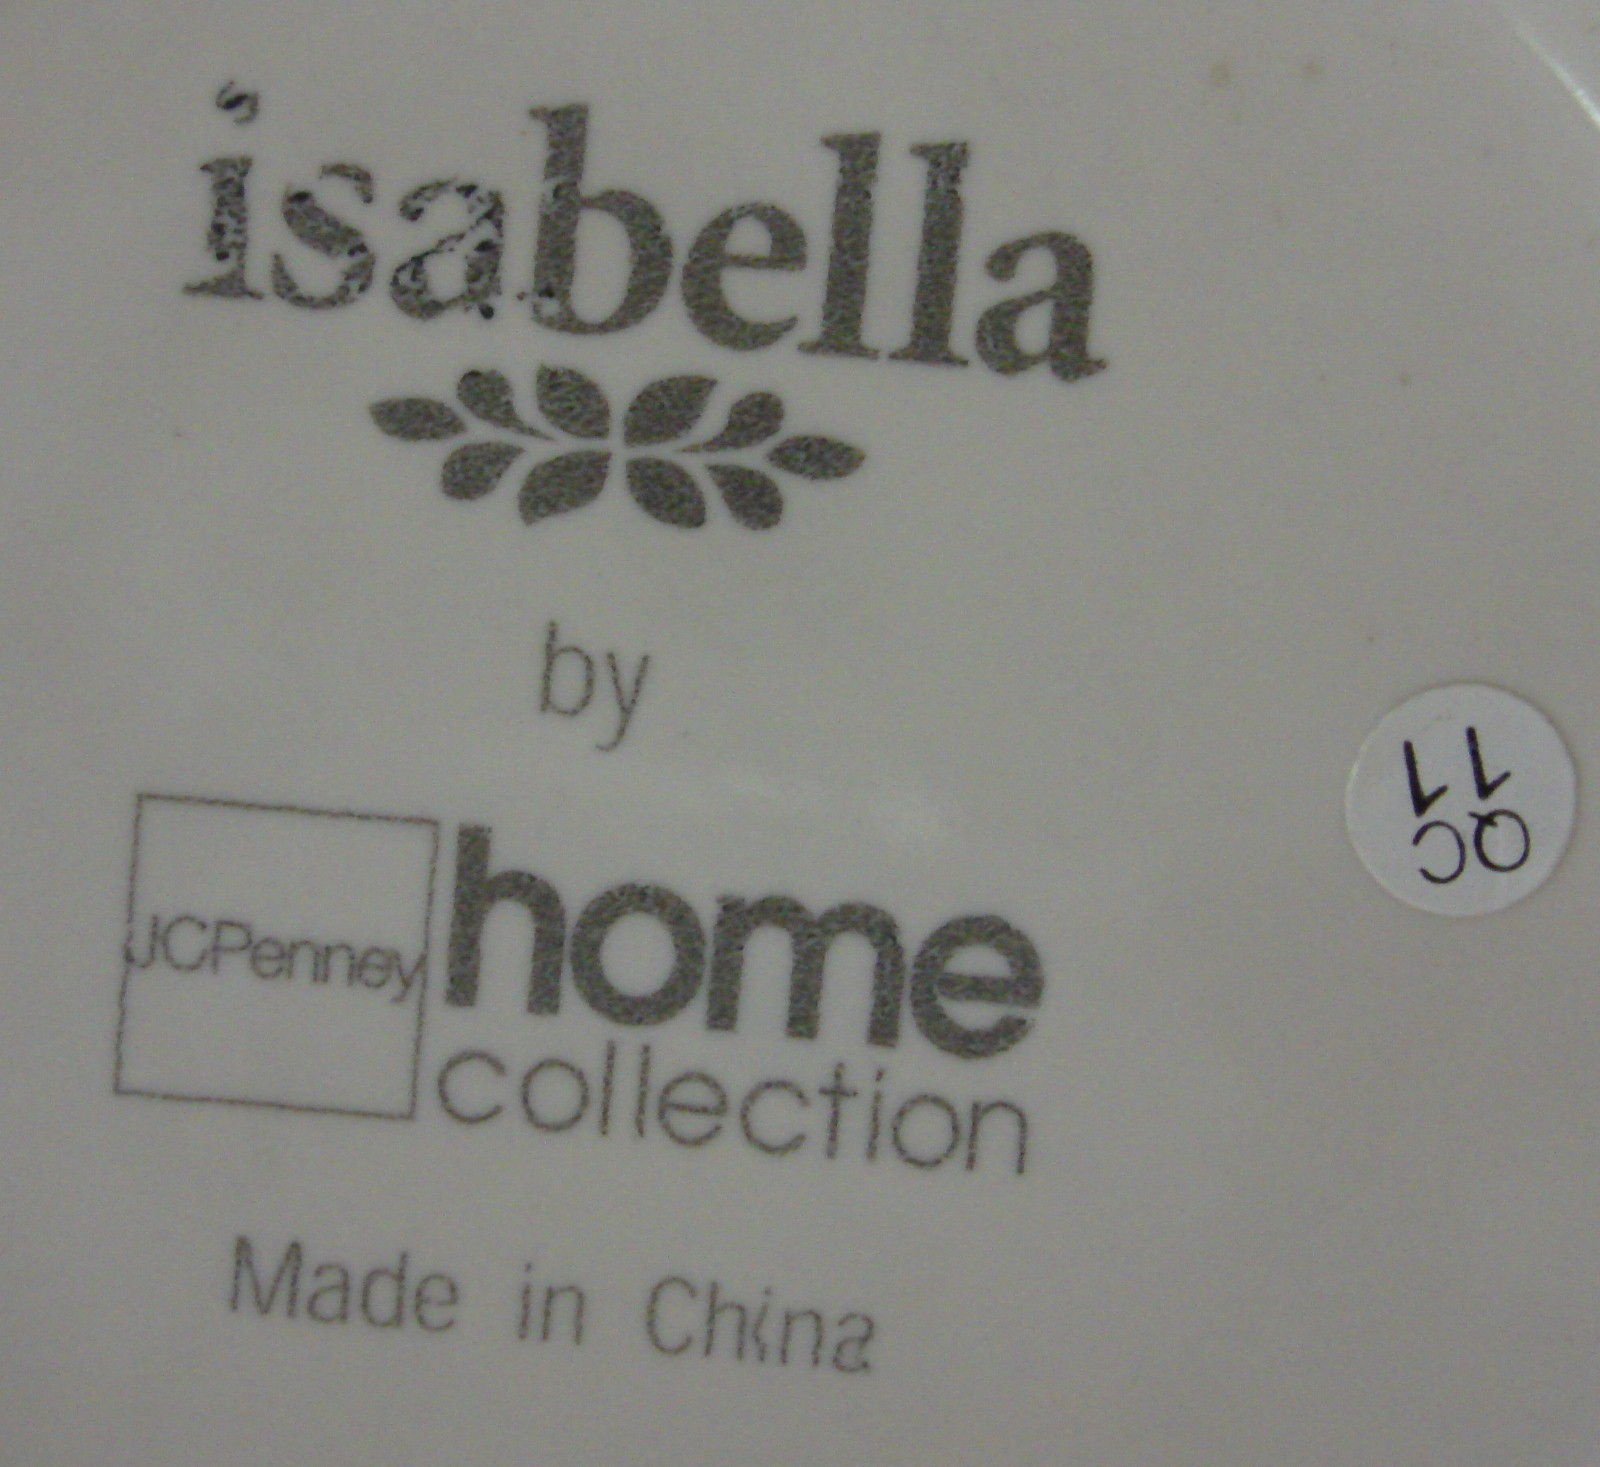 isabella
by
JCPenney
home
collection
Made in China
QC
11